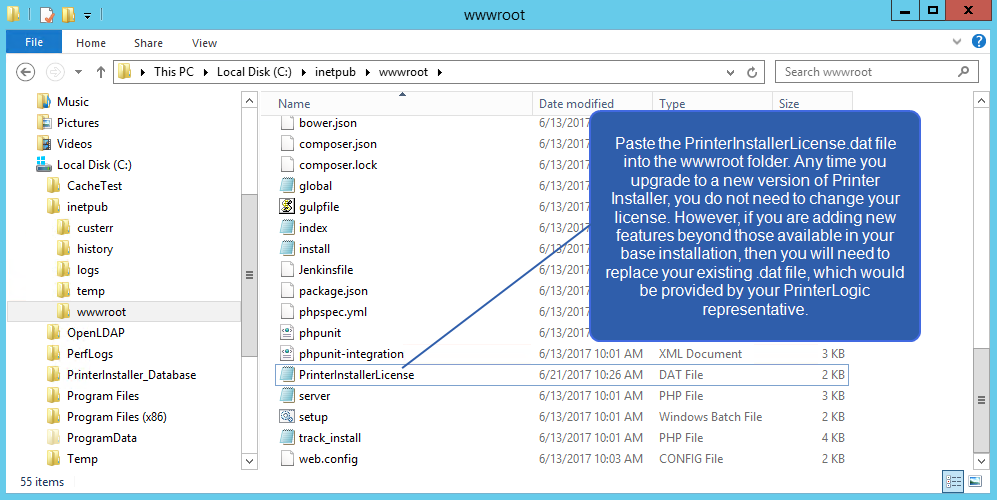 wwwroot
File Home Share View
This PC Local Disk (C:) inetpub wwwroot
Search wwwroot
Music
Pictures
Videos
Local Disk (C:)
CacheTest
inetpub
custerr
history
logs
temp
wwwroot
OpenLDAP
PerfLogs
PrinterInstaller_Database
Program Files
Program Files (x86)
ProgramData
Temp
Name Date modified Type Size
bower.json 6/13/2017
composer.json 6/13/2017
composer.lock 6/13/2017
global 6/13/2017
gulpfile 6/13/2017
index 6/13/2017
install 6/13/2017
Jenkinsfile 6/13/2017
package.json 6/13/2017
phpspec.yml 6/13/2017
phpunit 6/13/2017
phpunit-integration 6/13/2017 10:01 AM XML Document 3 KB
PrinterInstallerLicense 6/21/2017 10:26 AM DAT File 2 KB
server 6/13/2017 10:01 AM PHP File 3 KB
setup 6/13/2017 10:01 AM Windows Batch File 2 KB
track_install 6/13/2017 10:01 AM PHP File 4 KB
web.config 6/13/2017 10:03 AM CONFIG File 2 KB
Paste the PrinterInstallerLicense.dat file
into the wwwroot folder. Any time you
upgrade to a new version of Printer
Installer, you do not need to change your
license. However, if you are adding new
features beyond those available in your
base installation, then you will need to
replace your existing .dat file, which would
be provided by your PrinterLogic
representative.
55 items